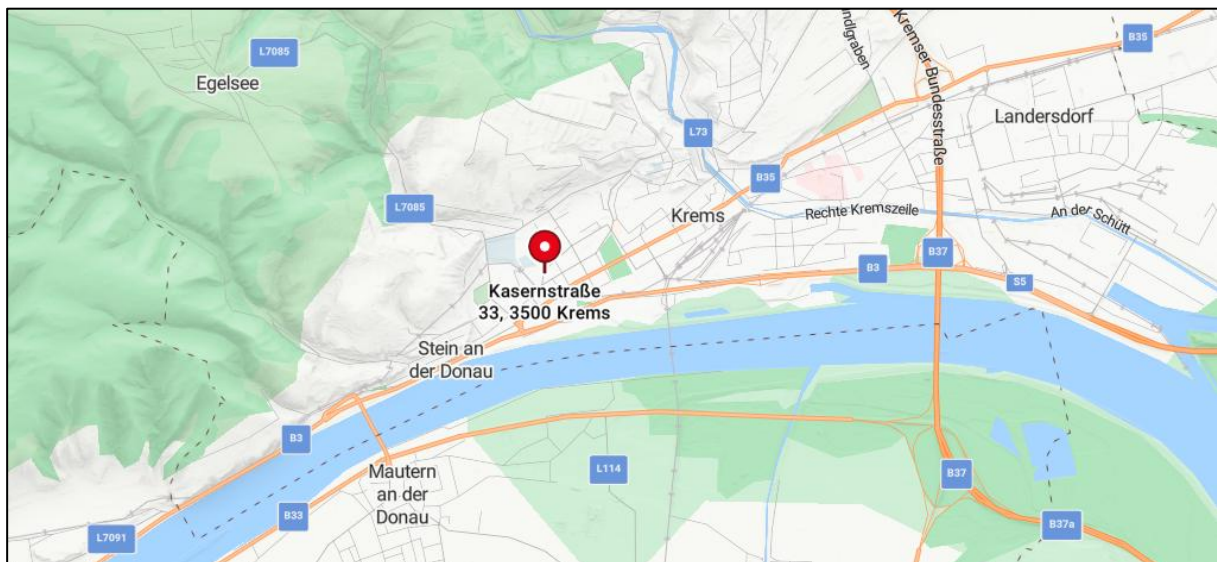 L7085
Egelsee
ndlgraben
Kremser Bundesstraße
B35
Landersdorf
L73
B35
L7085
Krems
Rechte Kremszeile
An der Schütt
B37
B3
S5
Kasernstraße
33, 3500 Krems
Stein an
der Donau
B3
Mautern
an der
Donau
L114
B37
B33
B37a
L7091